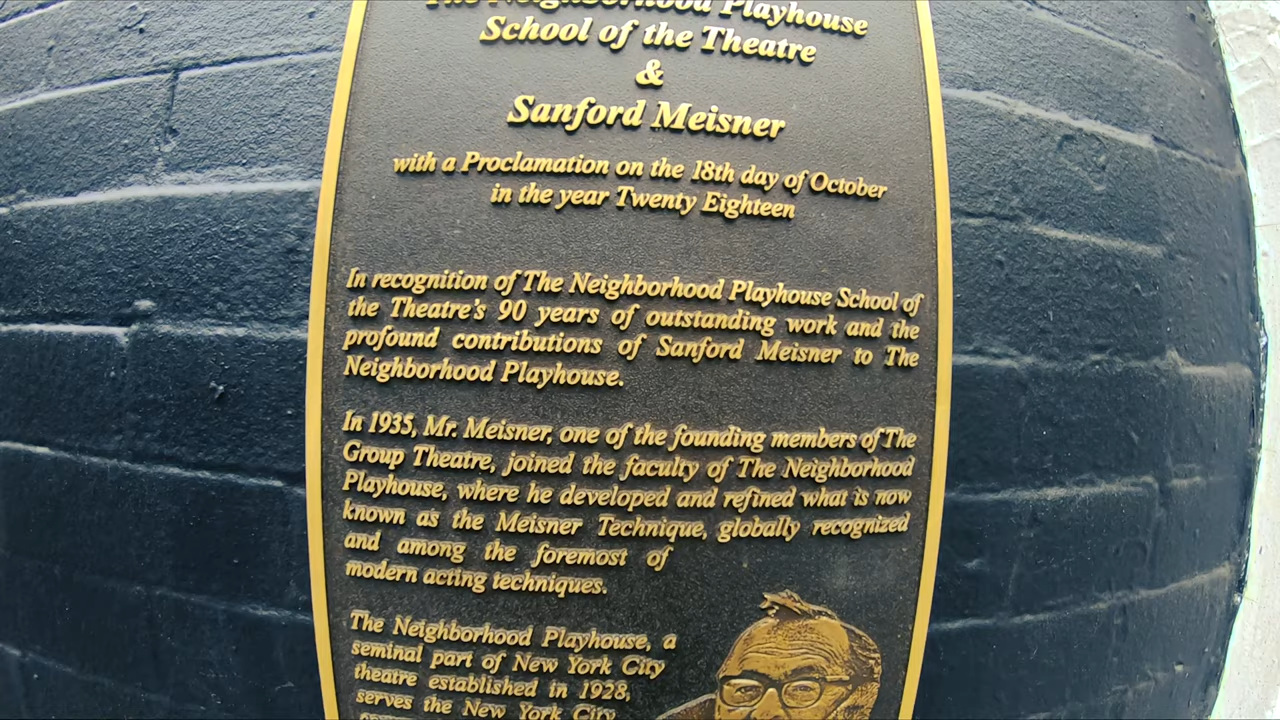 The Neighborhood Playhouse
School of the Theatre
&
Sanford Meisner
with a Proclamation on the 18th day of October
in the year Twenty Eighteen
In recognition of The Neighborhood Playhouse School of
the Theatre's 90 years of outstanding work and the
profound contributions of Sanford Meisner to The
Neighborhood Playhouse.
In 1935, Mr. Meisner, one of the founding members of The
Group Theatre, joined the faculty of The Neighborhood
Playhouse, where he developed and refined what is now
known as the Meisner Technique, globally recognized
and among the foremost of
modern acting techniques.
The Neighborhood Playhouse, a
seminal part of New York City
theatre established in 1928,
serves the New York City